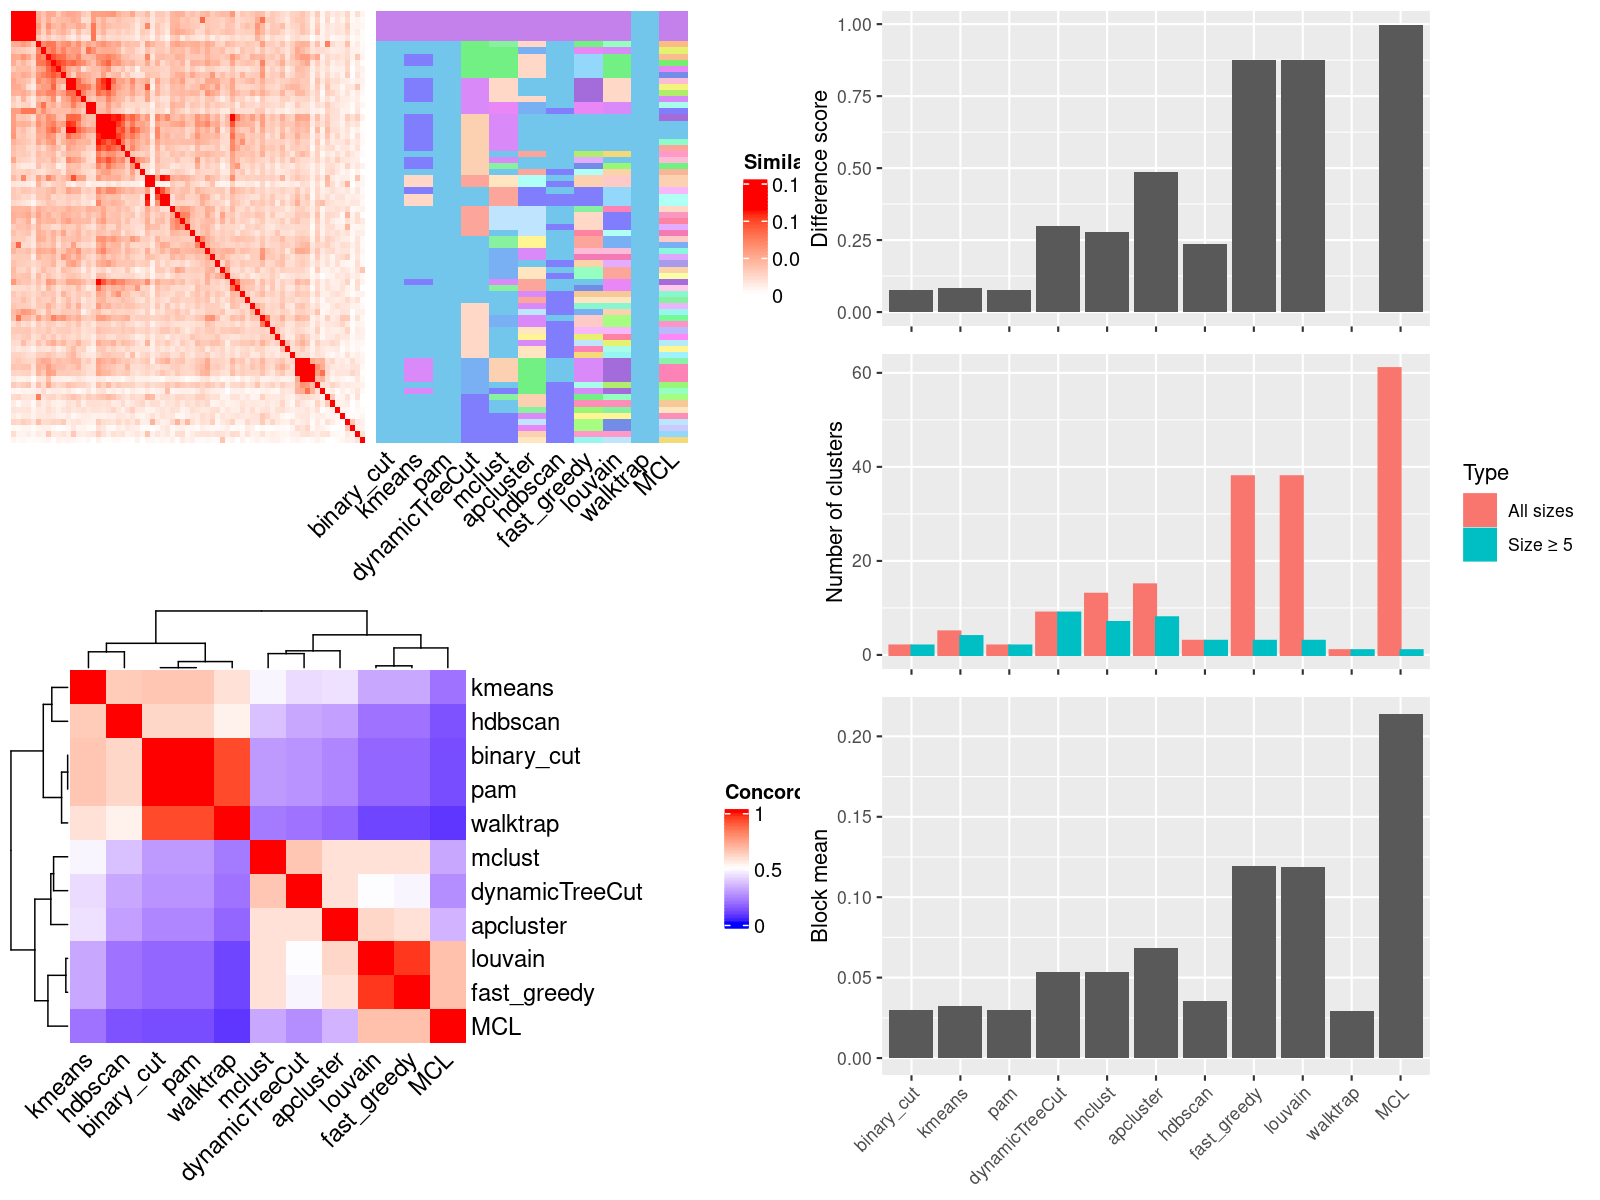 Simila
0.1
0.1
0.0
0
binary_cut
kmeans
pam
dynamicTreeCut
mclust
apcluster
hdbscan
fast_greedy
louvain
walktrap
MCL
kmeans
hdbscan
binary_cut
pam
walktrap
mclust
dynamicTreeCut
apcluster
louvain
fast_greedy
MCL
kmeans
hdbscan
binary_cut
pam
walktrap
mclust
dynamicTreeCut
apcluster
louvain
fast_greedy
MCL
Concord
1
0.5
0
Difference score
1.00
0.75
0.50
0.25
0.00
Number of clusters
60
40
20
0
Type
All sizes
Size ≥ 5
Block mean
0.20
0.15
0.10
0.05
0.00
binary_cut
kmeans
pam
dynamicTreeCut
mclust
apcluster
hdbscan
fast_greedy
louvain
walktrap
MCL